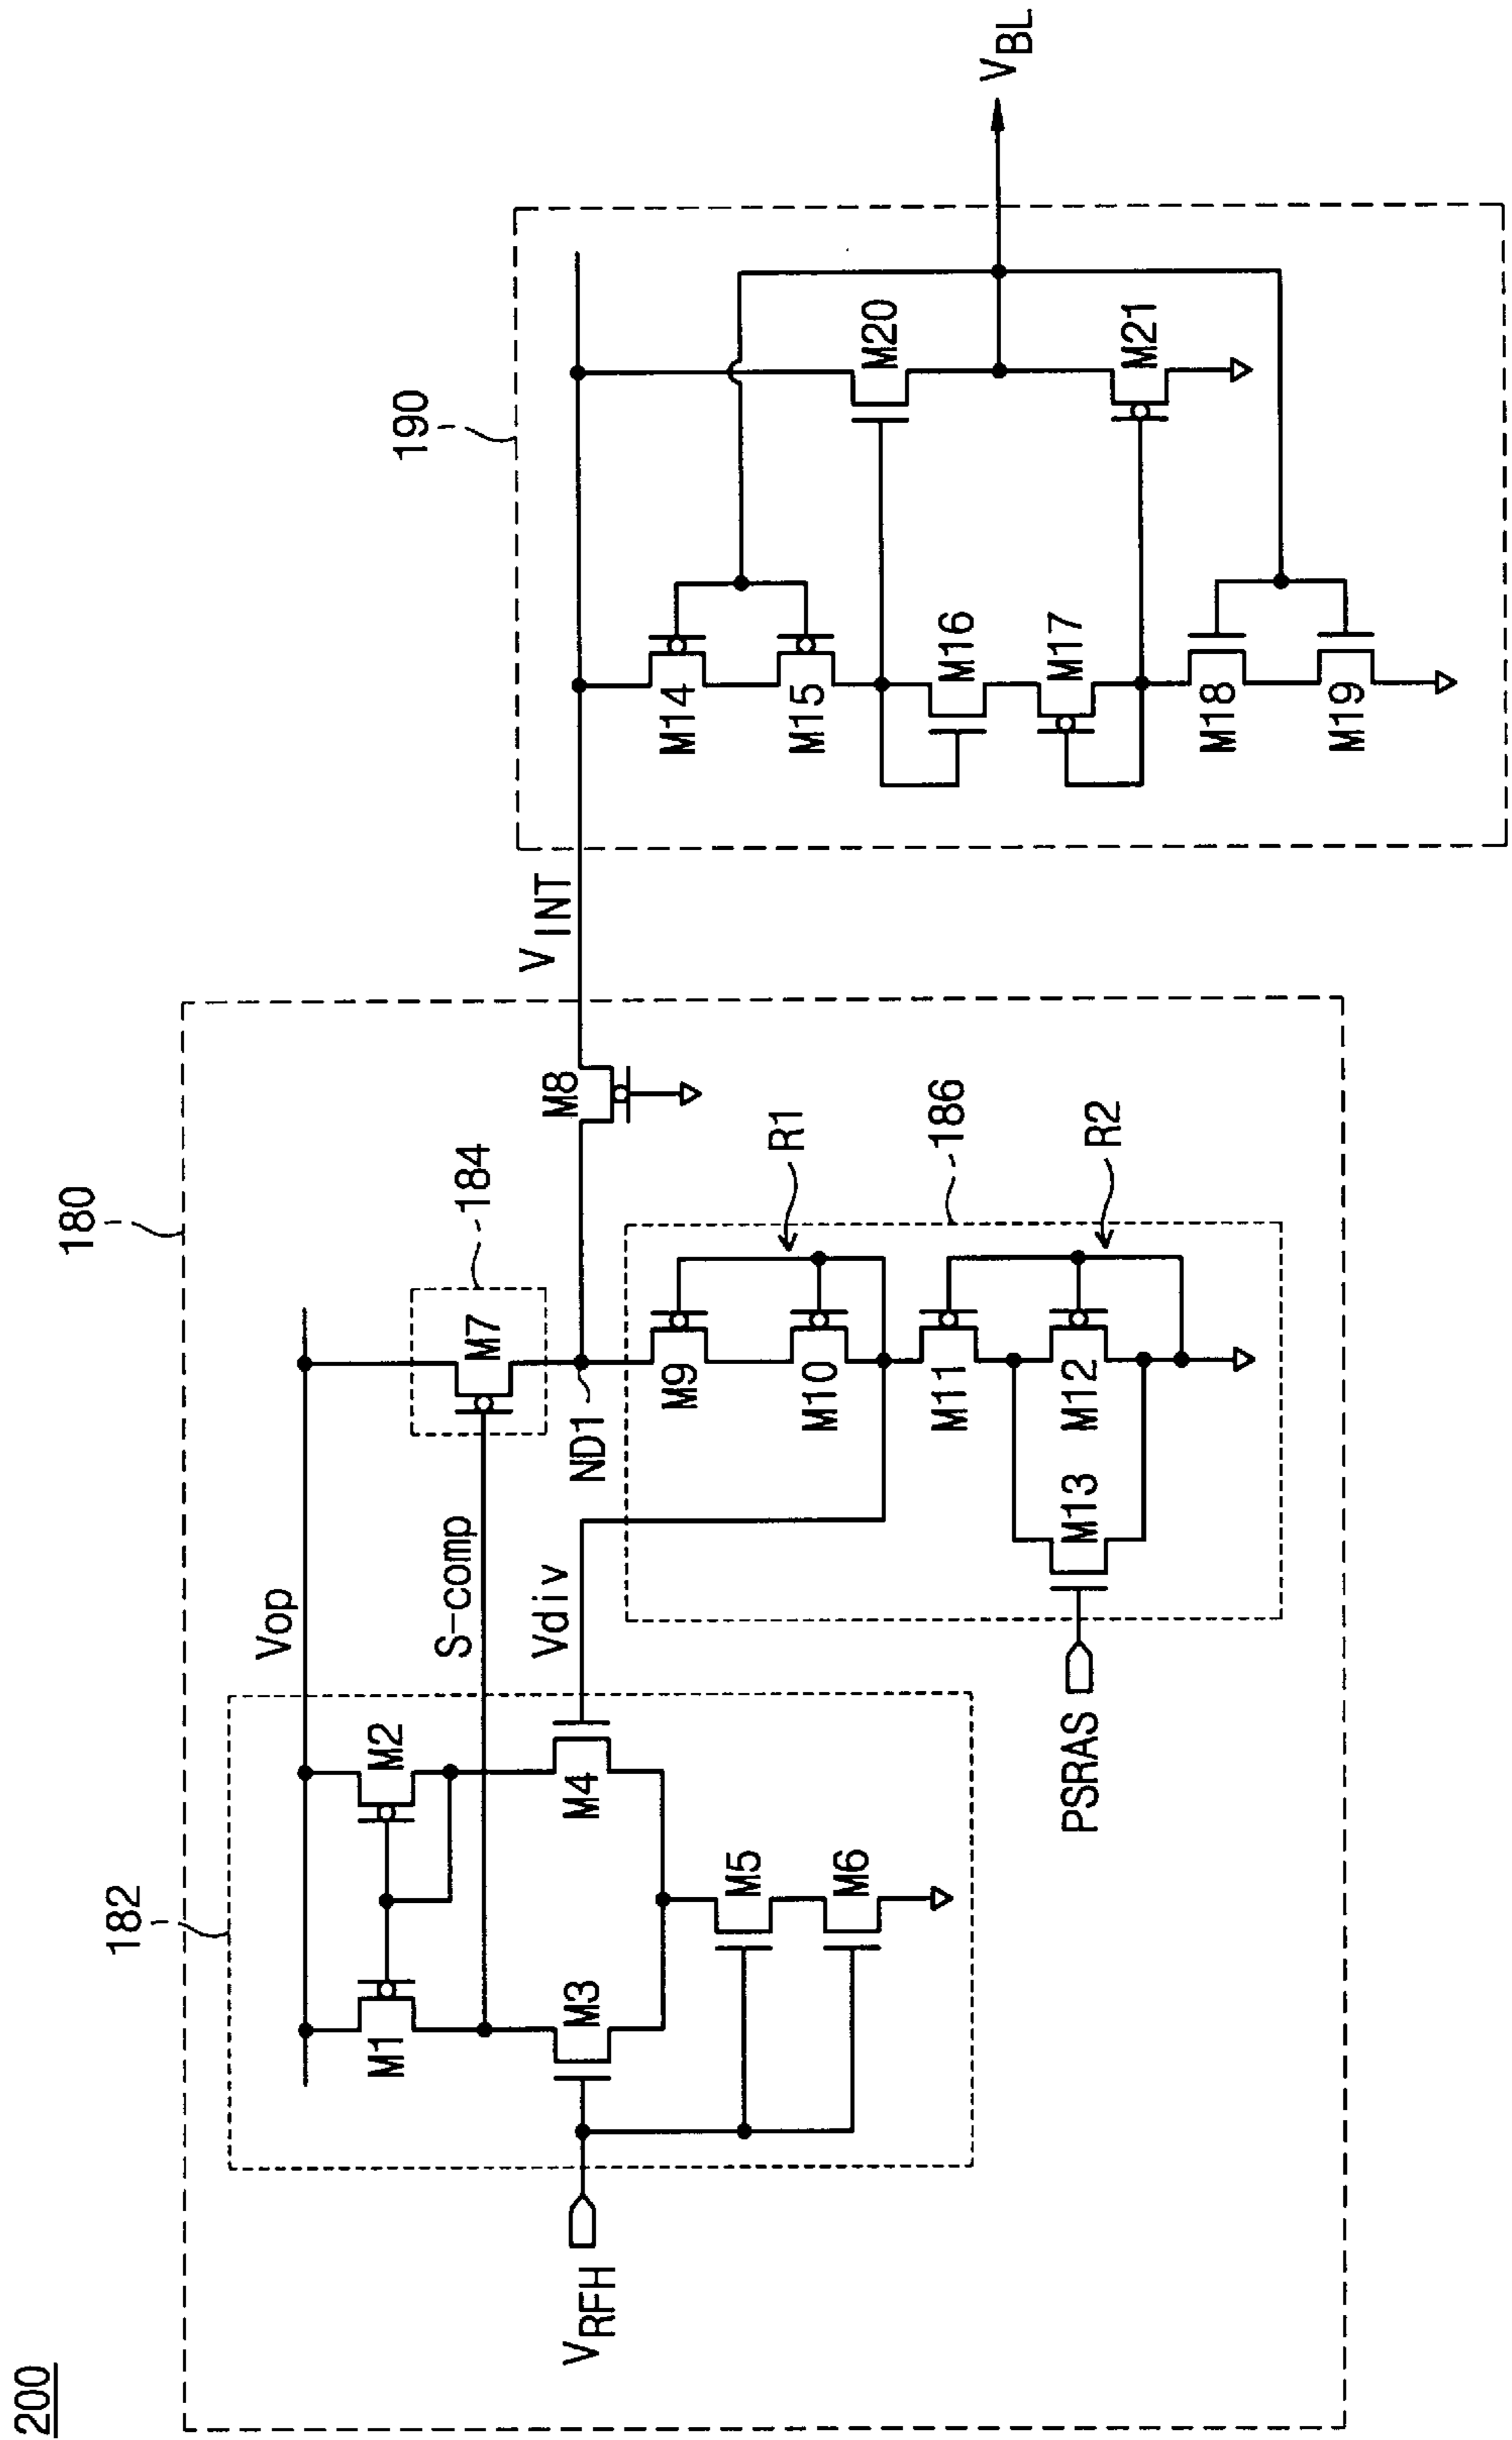 200
180
182
Vop
M1
M2
S-comp
Vdiv
M3
M4
M5
M6
VRFH
184
M7
ND1
M8
VINT
186
R1
M9
M10
M11
R2
M12
M13
PSRAS
190
M14
M15
M16
M17
M18
M19
M20
M21
VBL